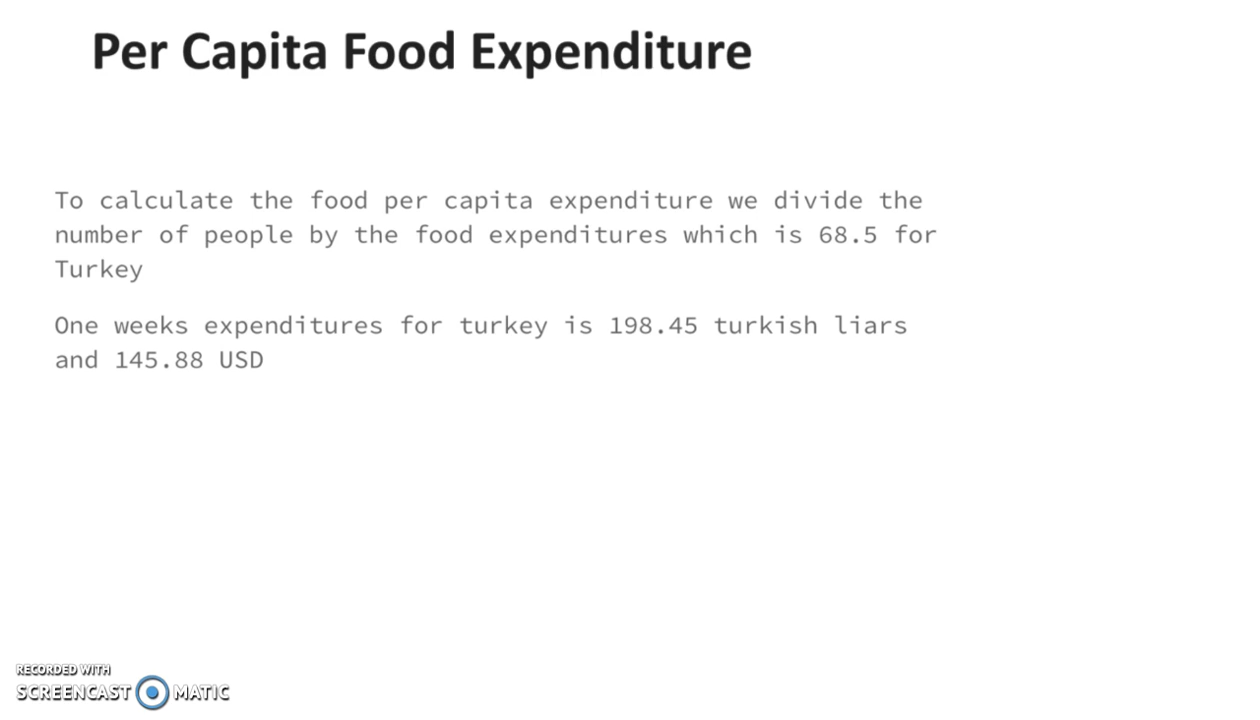 Per Capita Food Expenditure
To calculate the food per capita expenditure we divide the
number of people by the food expenditures which is 68.5 for
Turkey
One weeks expenditures for turkey is 198.45 turkish liars
and 145.88 USD
RECORDED WITH
SCREENCAST MATIC